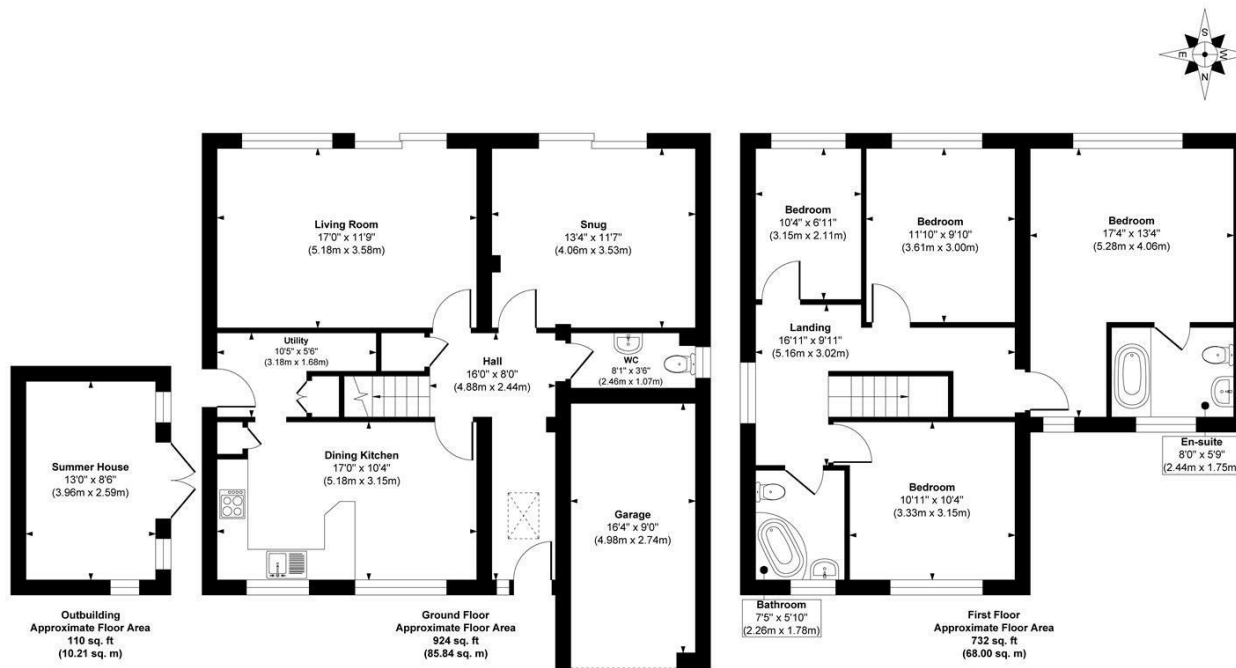 S
E
W
N
Living Room
17'0" x 11'9"
(5.18m x 3.58m)
Snug
13'4" x 11'7"
(4.06m x 3.53m)
Utility
10'5" x 5'6"
(3.18m x 1.68m)
Hall
16'0" x 8'0"
(4.88m x 2.44m)
WC
8'1" x 3'6"
(2.46m x 1.07m)
Summer House
13'0" x 8'6"
(3.96m x 2.59m)
Dining Kitchen
17'0" x 10'4"
(5.18m x 3.15m)
Garage
16'4" x 9'0"
(4.98m x 2.74m)
Bedroom
10'4" x 6'11"
(3.15m x 2.11m)
Bedroom
11'10" x 9'10"
(3.61m x 3.00m)
Bedroom
17'4" x 13'4"
(5.28m x 4.06m)
Landing
16'11" x 9'11"
(5.16m x 3.02m)
En-suite
8'0" x 5'9"
(2.44m x 1.75m)
Bedroom
10'11" x 10'4"
(3.33m x 3.15m)
Bathroom
7'5" x 5'10"
(2.26m x 1.78m)
Outbuilding
Approximate Floor Area
110 sq. ft
(10.21 sq. m)
Ground Floor
Approximate Floor Area
924 sq. ft
(85.84 sq. m)
First Floor
Approximate Floor Area
732 sq. ft
(68.00 sq. m)